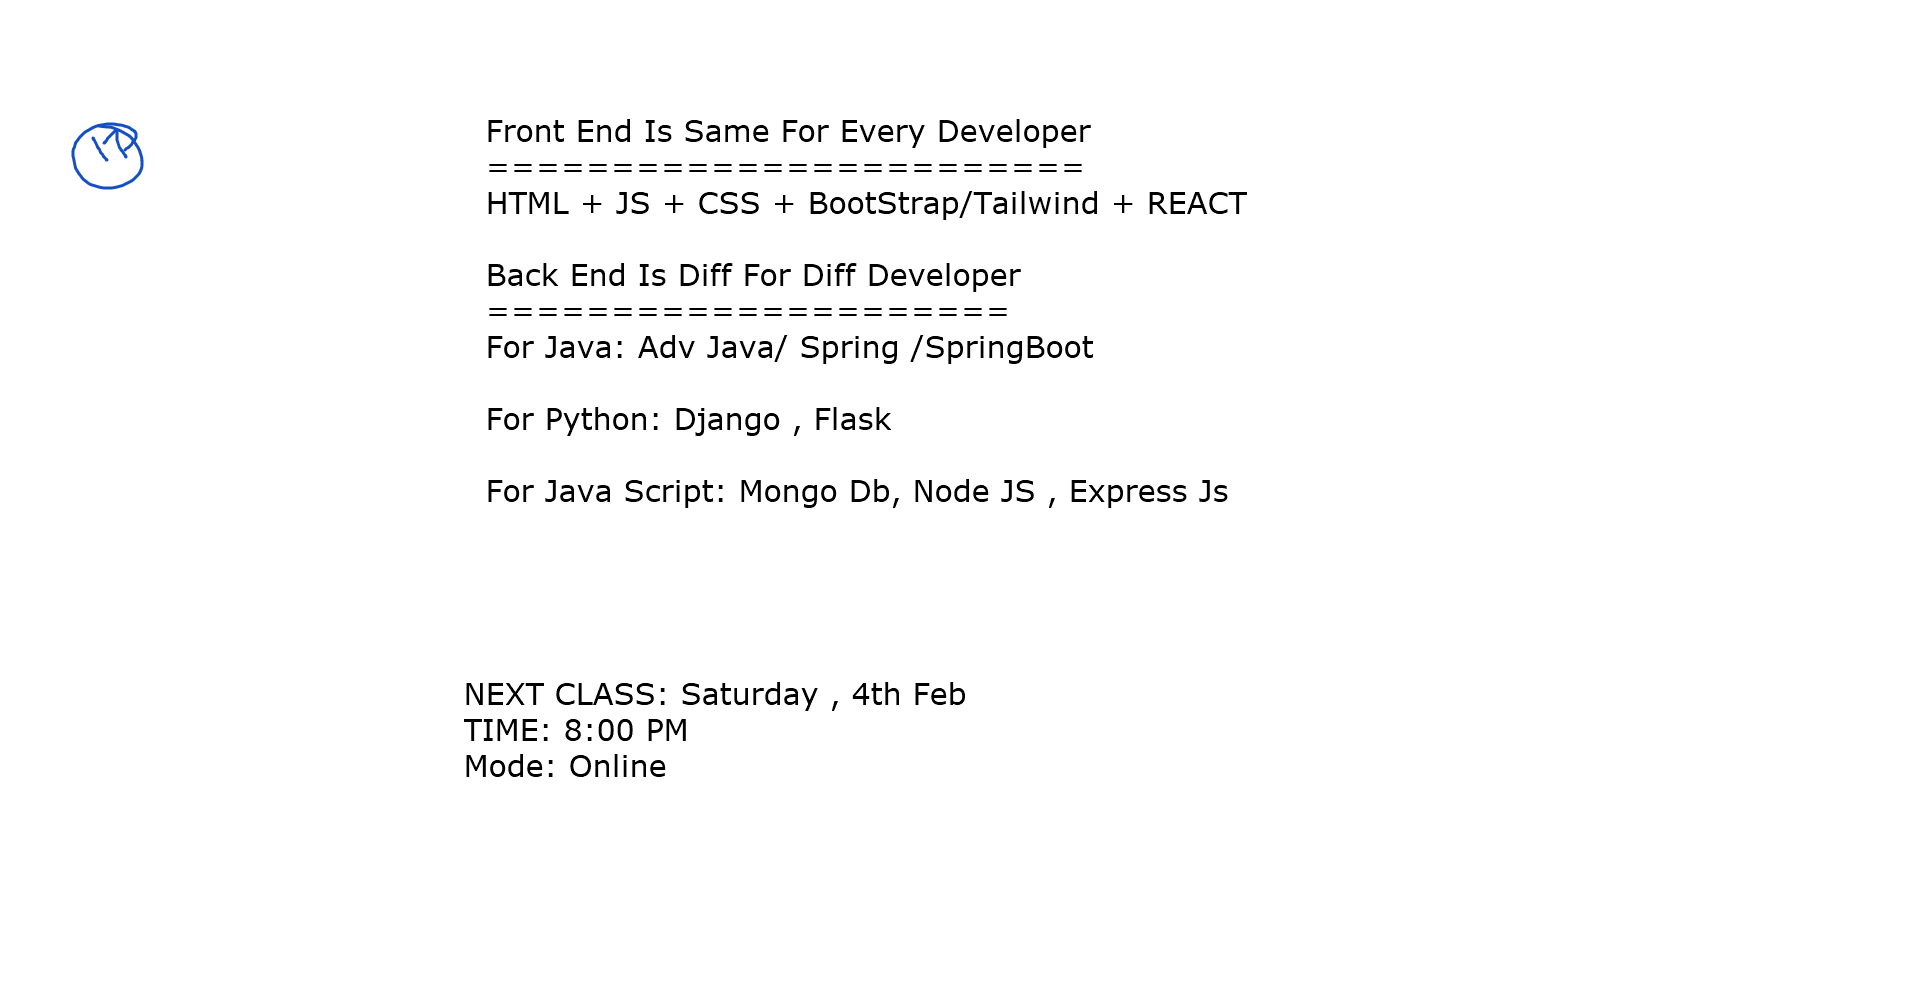 Front End Is Same For Every Developer
========================
HTML + JS + CSS + BootStrap/Tailwind + REACT
Back End Is Diff For Diff Developer
=====================
For Java: Adv Java/ Spring /SpringBoot
For Python: Django , Flask
For Java Script: Mongo Db, Node JS , Express Js
NEXT CLASS: Saturday , 4th Feb
TIME: 8:00 PM
Mode: Online